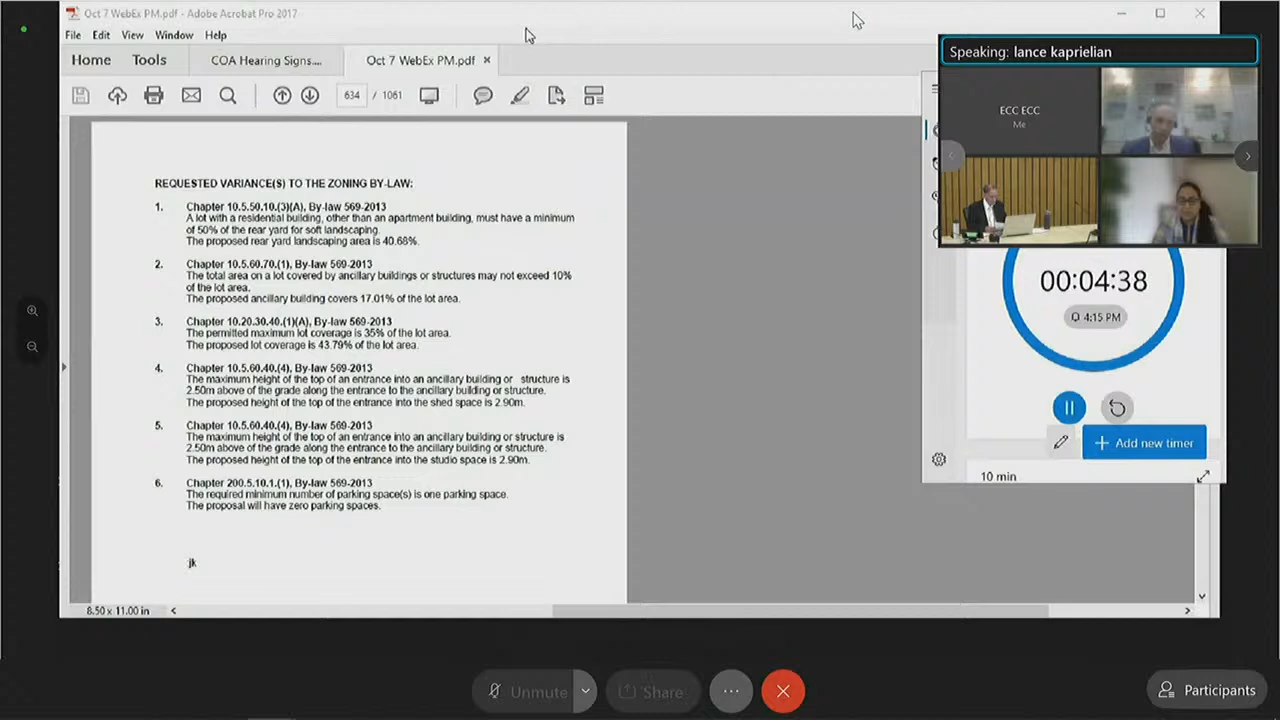 Oct 7 WebEx PM.pdf - Adobe Acrobat Pro 2017
File Edit View Window Help
Home Tools COA Hearing Signs.... Oct 7 WebEx PM.pdf
634 / 1061
REQUESTED VARIANCE(S) TO THE ZONING BY-LAW:
1. Chapter 10.5.50.10.(3)(A), By-law 569-2013
A lot with a residential building, other than an apartment building, must have a minimum
of 50% of the rear yard for soft landscaping.
The proposed rear yard landscaping area is 40.68%.
2. Chapter 10.5.60.70.(1), By-law 569-2013
The total area on a lot covered by ancillary buildings or structures may not exceed 10%
of the lot area.
The proposed ancillary building covers 17.01% of the lot area.
3. Chapter 10.20.30.40.(1)(A), By-law 569-2013
The permitted maximum lot coverage is 35% of the lot area.
The proposed lot coverage is 43.79% of the lot area.
4. Chapter 10.5.60.40.(4), By-law 569-2013
The maximum height of the top of an entrance into an ancillary building or structure is
2.50m above of the grade along the entrance to the ancillary building or structure.
The proposed height of the top of the entrance into the shed space is 2.90m.
5. Chapter 10.5.60.40.(4), By-law 569-2013
The maximum height of the top of an entrance into an ancillary building or structure is
2.50m above of the grade along the entrance to the ancillary building or structure.
The proposed height of the top of the entrance into the studio space is 2.90m.
6. Chapter 200.5.10.1.(1), By-law 569-2013
The required minimum number of parking space(s) is one parking space.
The proposal will have zero parking spaces.
jk
8.50 x 11.00 in
Speaking: lance kaprielian
ECC ECC
Me
00:04:38
4:15 PM
Add new timer
10 min
Unmute Share Participants